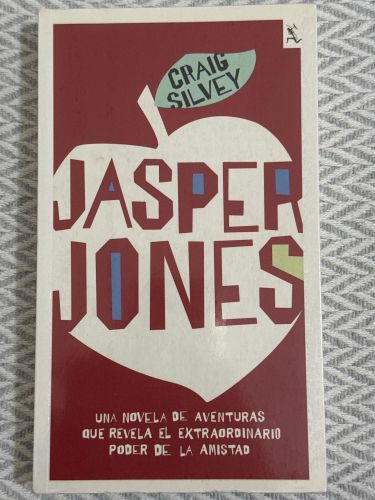 CRAIG
SILVEY
JASPER
JONES
UNA NOVELA DE AVENTURAS
QUE REVELA EL EXTRAORDINARIO
PODER DE LA AMISTAD